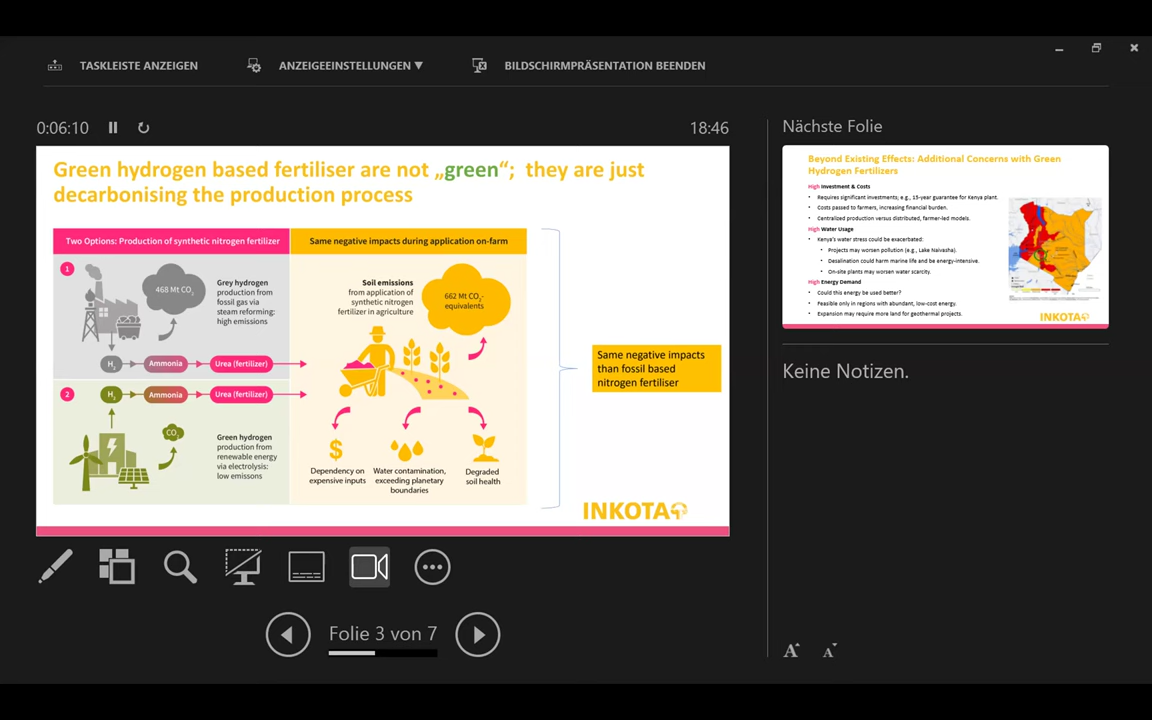 TASKLEISTE ANZEIGEN
ANZEIGEEINSTELLUNGEN ▼
BILDSCHIRMPRÄSENTATION BEENDEN
0:06:10
18:46
Green hydrogen based fertiliser are not „green“; they are just
decarbonising the production process
Two Options: Production of synthetic nitrogen fertilizer
Same negative impacts during application on-farm
1
468 Mt CO2
Grey hydrogen
production from
fossil gas via
steam reforming:
high emissions
H2
Ammonia
Urea (fertilizer)
2
H2
Ammonia
Urea (fertilizer)
CO2
Green hydrogen
production from
renewable energy
via electrolysis:
low emissons
Soil emissions
from application of
synthetic nitrogen
fertilizer in agriculture
662 Mt CO2-
equivalents
$
Dependency on
expensive inputs
Water contamination,
exceeding planetary
boundaries
Degraded
soil health
Same negative impacts
than fossil based
nitrogen fertiliser
INKOTA
Folie 3 von 7
Nächste Folie
Beyond Existing Effects: Additional Concerns with Green
Hydrogen Fertilizers
High Investment & Costs
• Requires significant investments; e.g., 15-year guarantee for Kenya plant.
• Costs passed to farmers, increasing financial burden.
• Centralized production versus distributed, farmer-led models.
High Water Usage
• Kenya's water stress could be exacerbated:
• Projects may worsen pollution (e.g., Lake Naivasha).
• Desalination could harm marine life and be energy-intensive.
• On-site plants may worsen water scarcity.
High Energy Demand
• Could this energy be used better?
• Feasible only in regions with abundant, low-cost energy.
• Expansion may require more land for geothermal projects.
INKOTA
Keine Notizen.
A A